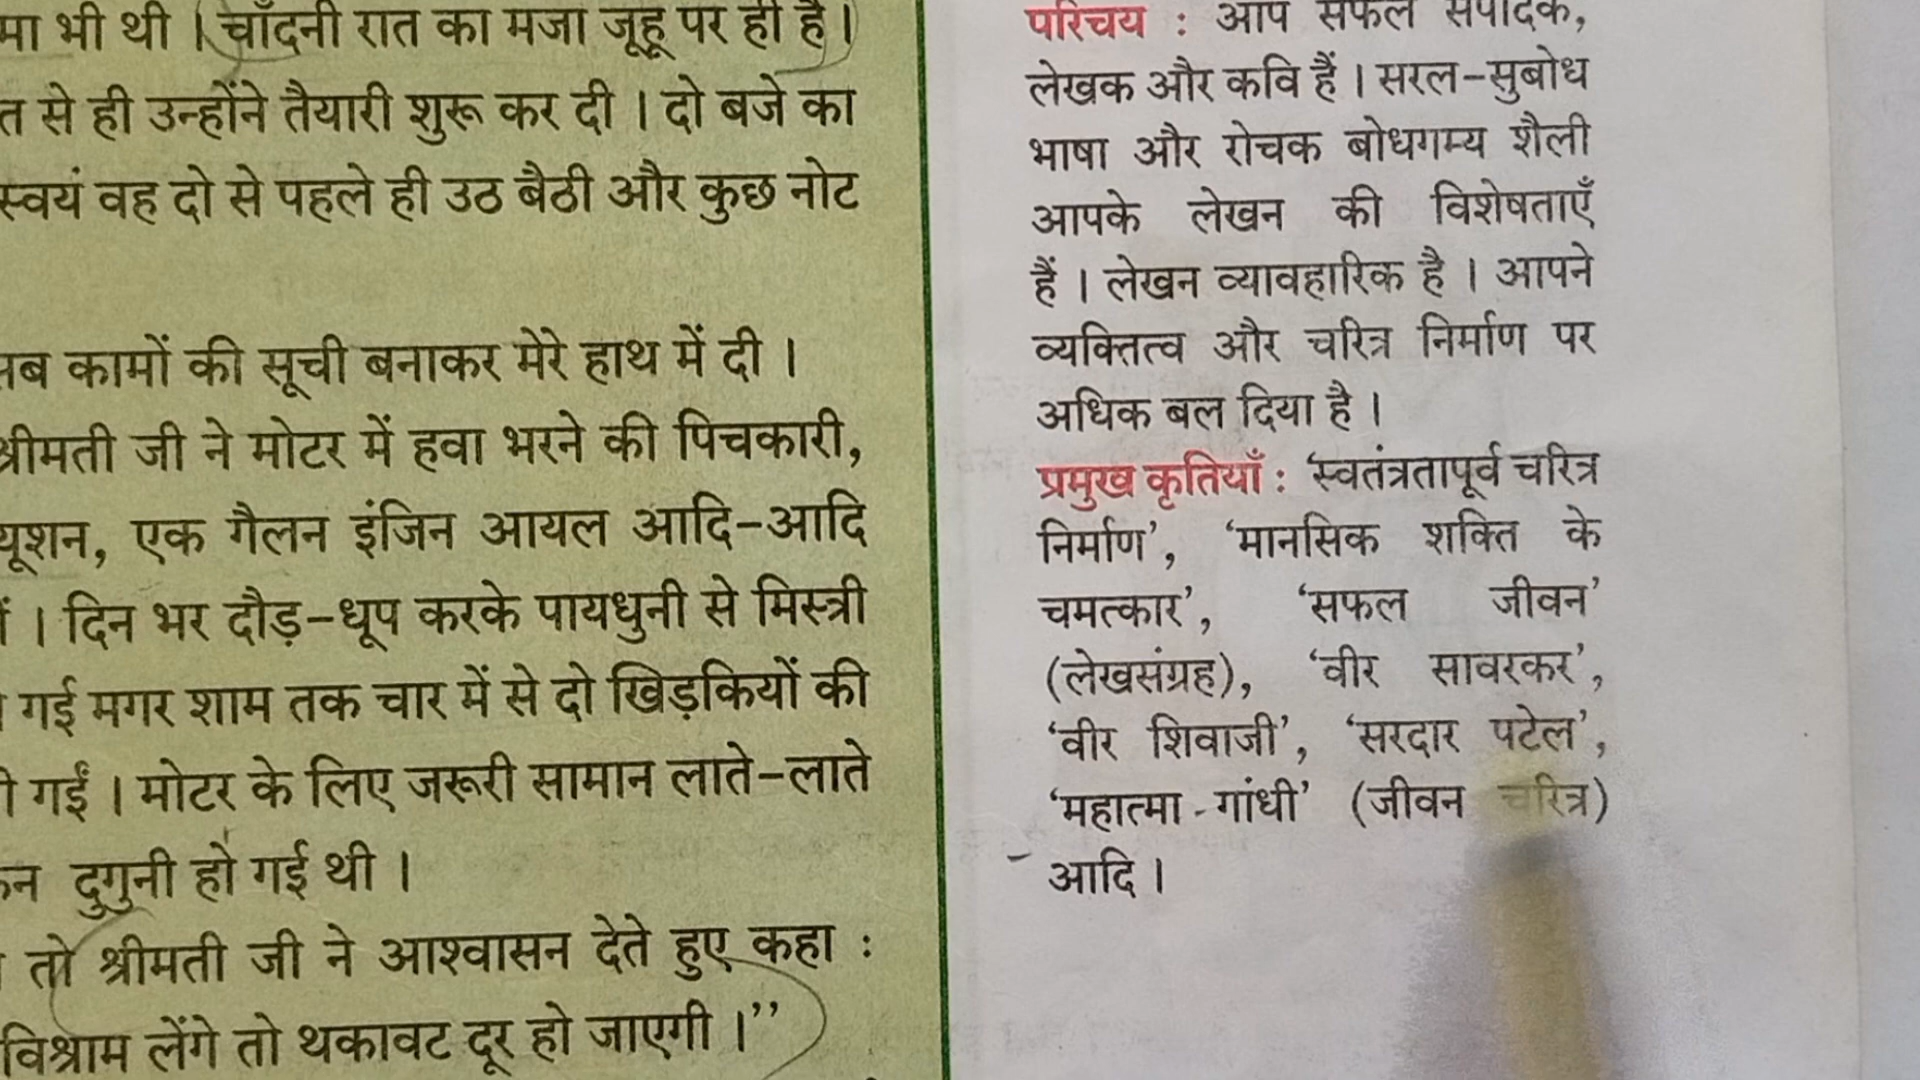 मा भी थी । चाँदनी रात का मजा जूहू पर ही है ।
त से ही उन्होंने तैयारी शुरू कर दी । दो बजे का
स्वयं वह दो से पहले ही उठ बैठी और कुछ नोट
सब कामों की सूची बनाकर मेरे हाथ में दी ।
श्रीमती जी ने मोटर में हवा भरने की पिचकारी,
यूशन, एक गैलन इंजिन आयल आदि-आदि
। दिन भर दौड़-धूप करके पायधुनी से मिस्त्री
गई मगर शाम तक चार में से दो खिड़कियों की
गईं । मोटर के लिए जरूरी सामान लाते-लाते
न दुगुनी हो गई थी ।
तो श्रीमती जी ने आश्वासन देते हुए कहा :
विश्राम लेंगे तो थकावट दूर हो जाएगी ।’’
परिचय : आप सफल संपादक,
लेखक और कवि हैं । सरल-सुबोध
भाषा और रोचक बोधगम्य शैली
आपके लेखन की विशेषताएँ
हैं । लेखन व्यावहारिक है । आपने
व्यक्तित्व और चरित्र निर्माण पर
अधिक बल दिया है ।
प्रमुख कृतियाँ : ‘स्वतंत्रतापूर्व चरित्र
निर्माण’, ‘मानसिक शक्ति के
चमत्कार’, ‘सफल जीवन’
(लेखसंग्रह), ‘वीर सावरकर’,
‘वीर शिवाजी’, ‘सरदार पटेल’,
‘महात्मा गांधी’ (जीवन चरित्र)
आदि ।